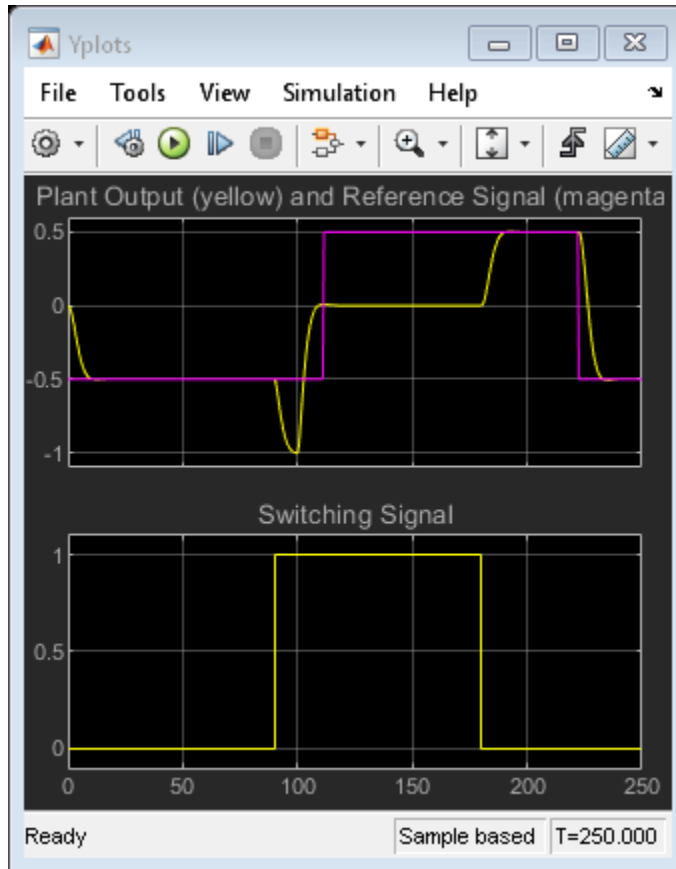 Yplots
File Tools View Simulation Help
Plant Output (yellow) and Reference Signal (magenta
0.5
0
-0.5
-1
Switching Signal
1
0.5
0
0 50 100 150 200 250
Ready Sample based T=250.000